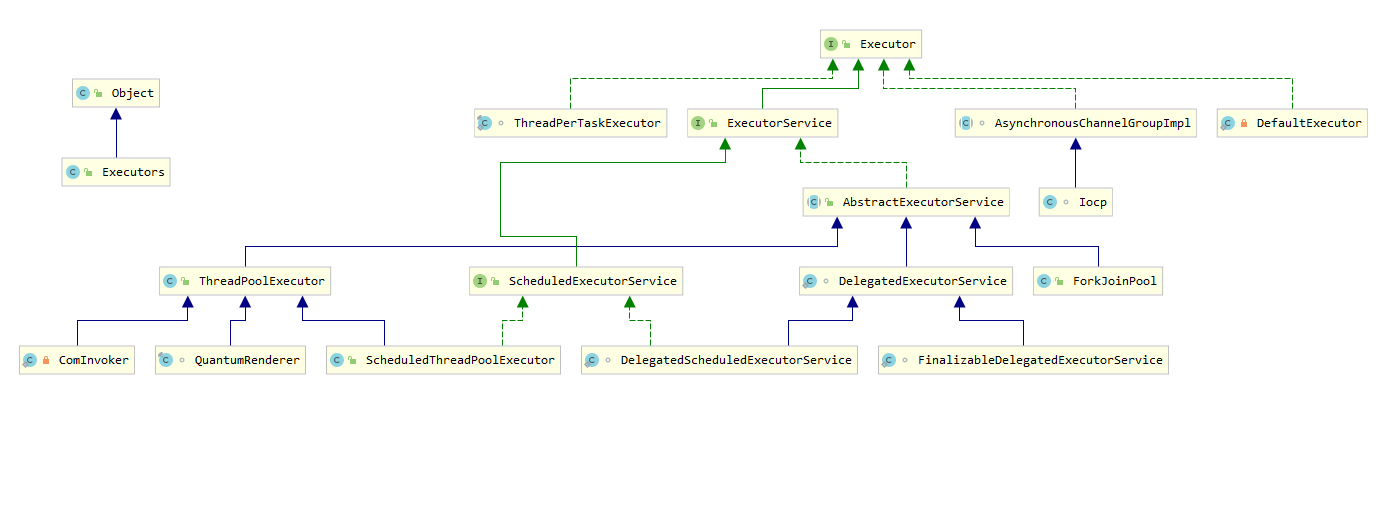 Executor
Object
ThreadPerTaskExecutor
ExecutorService
AsynchronousChannelGroupImpl
DefaultExecutor
Executors
AbstractExecutorService
Iocp
ThreadPoolExecutor
ScheduledExecutorService
DelegatedExecutorService
ForkJoinPool
ComInvoker
QuantumRenderer
ScheduledThreadPoolExecutor
DelegatedScheduledExecutorService
FinalizableDelegatedExecutorService